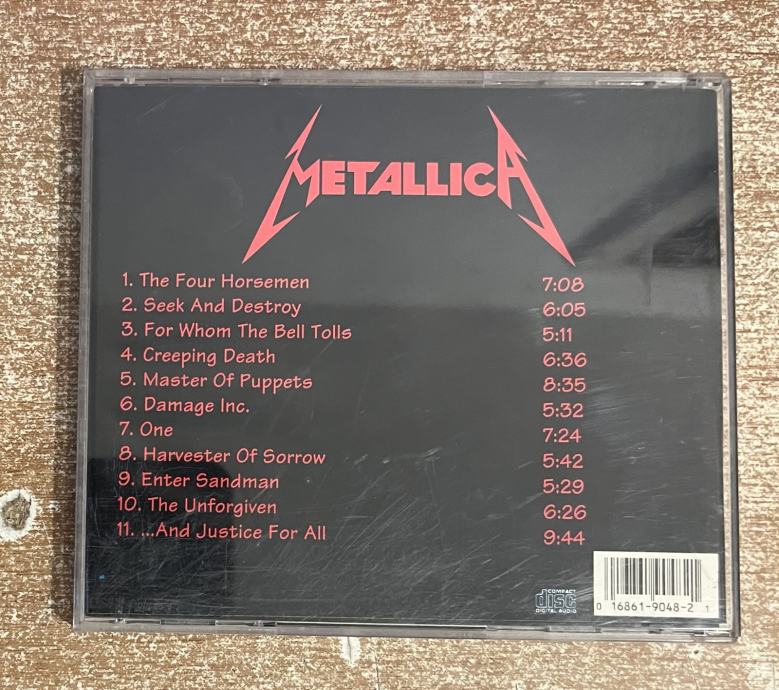 METALLICA
1. The Four Horsemen 7:08
2. Seek And Destroy 6:05
3. For Whom The Bell Tolls 5:11
4. Creeping Death 6:36
5. Master Of Puppets 8:35
6. Damage Inc. 5:32
7. One 7:24
8. Harvester Of Sorrow 5:42
9. Enter Sandman 5:29
10. The Unforgiven 6:26
11. ...And Justice For All 9:44
COMPACT
disc
DIGITAL AUDIO
0 16861-9048-2 1